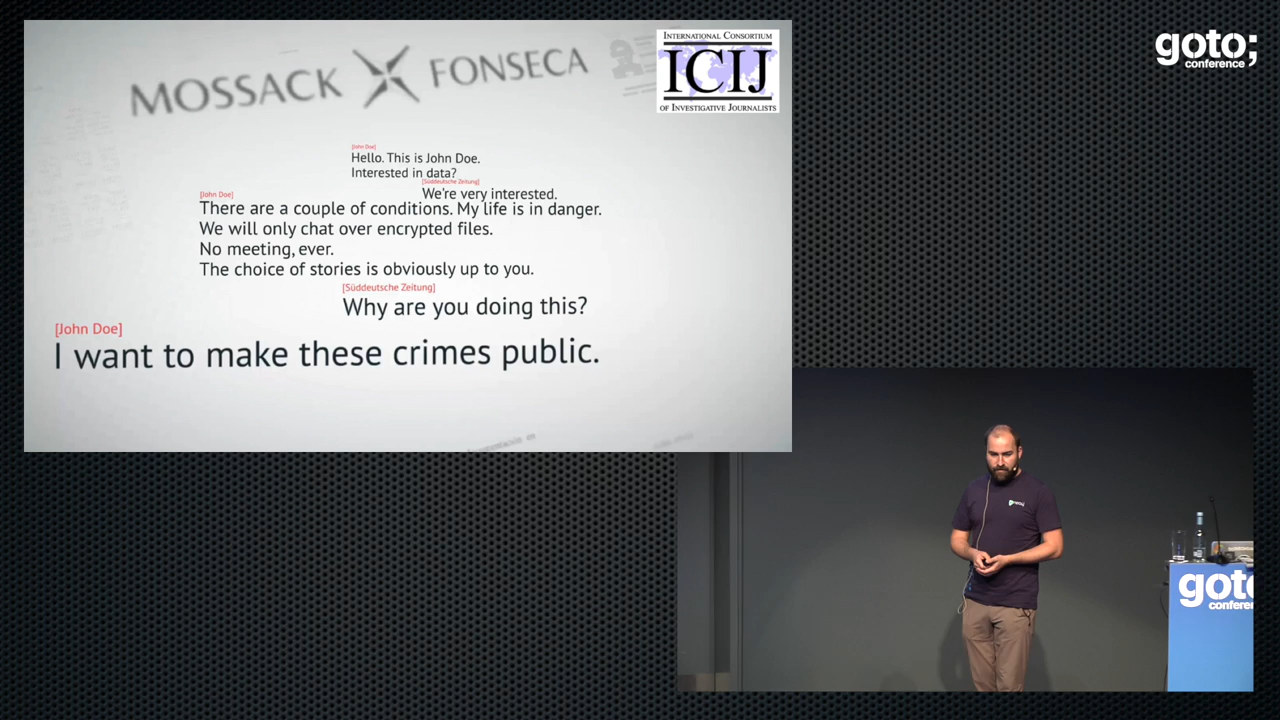 MOSSACK FONSECA
INTERNATIONAL CONSORTIUM
ICIJ
OF INVESTIGATIVE JOURNALISTS
goto;
conference
[John Doe]
Hello. This is John Doe.
Interested in data?
[Süddeutsche Zeitung]
We're very interested.
[John Doe]
There are a couple of conditions. My life is in danger.
We will only chat over encrypted files.
No meeting, ever.
The choice of stories is obviously up to you.
[Süddeutsche Zeitung]
Why are you doing this?
[John Doe]
I want to make these crimes public.
goto
conferen